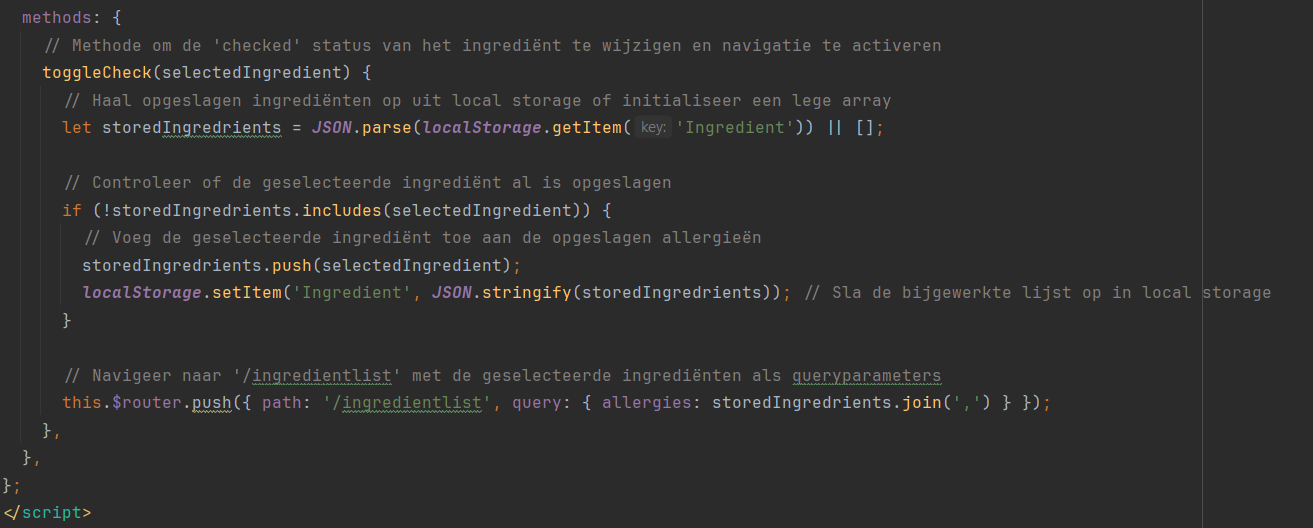 methods: {
// Methode om de 'checked' status van het ingrediënt te wijzigen en navigatie te activeren
toggleCheck(selectedIngredient) {
// Haal opgeslagen ingrediënten op uit local storage of initialiseer een lege array
let storedIngredrients = JSON.parse(localStorage.getItem( key: 'Ingredient')) || [];
// Controleer of de geselecteerde ingrediënt al is opgeslagen
if (!storedIngredrients.includes(selectedIngredient)) {
// Voeg de geselecteerde ingrediënt toe aan de opgeslagen allergieën
storedIngredrients.push(selectedIngredient);
localStorage.setItem('Ingredient', JSON.stringify(storedIngredrients)); // Sla de bijgewerkte lijst op in local storage
}
// Navigeer naar '/ingredientlist' met de geselecteerde ingrediënten als queryparameters
this.$router.push({ path: '/ingredientlist', query: { allergies: storedIngredrients.join(',') } });
},
},
};
</script>